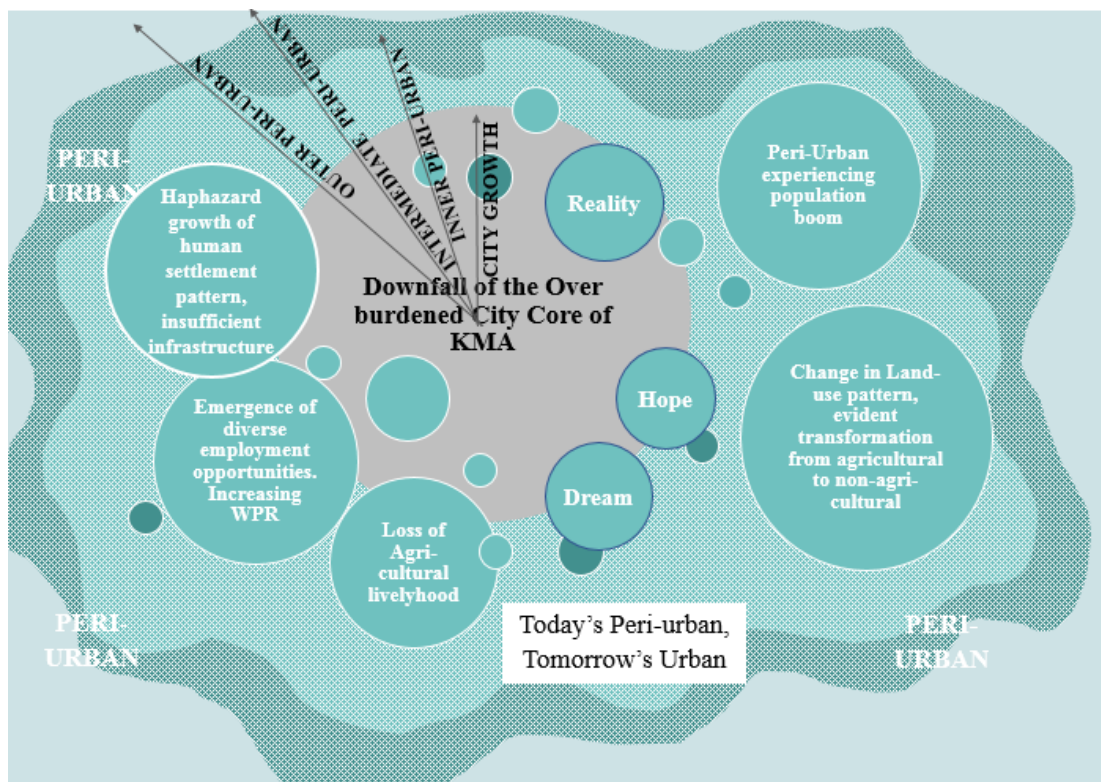 OUTER PERI-URBAN
INTERMEDIATE PERI-URBAN
INNER PERI-URBAN
CITY GROWTH
PERI-
URBAN
Haphazard
growth of
human
settlement
pattern,
insufficient
infrastructure
Reality
Peri-Urban
experiencing
population
boom
Downfall of the Over
burdened City Core of
KMA
Emergence of
diverse
employment
opportunities.
Increasing
WPR
Hope
Change in Land-
use pattern,
evident
transformation
from agricultural
to non-agri-
cultural
Dream
Loss of
Agri-
cultural
livelyhood
PERI-
URBAN
Today’s Peri-urban,
Tomorrow’s Urban
PERI-
URBAN